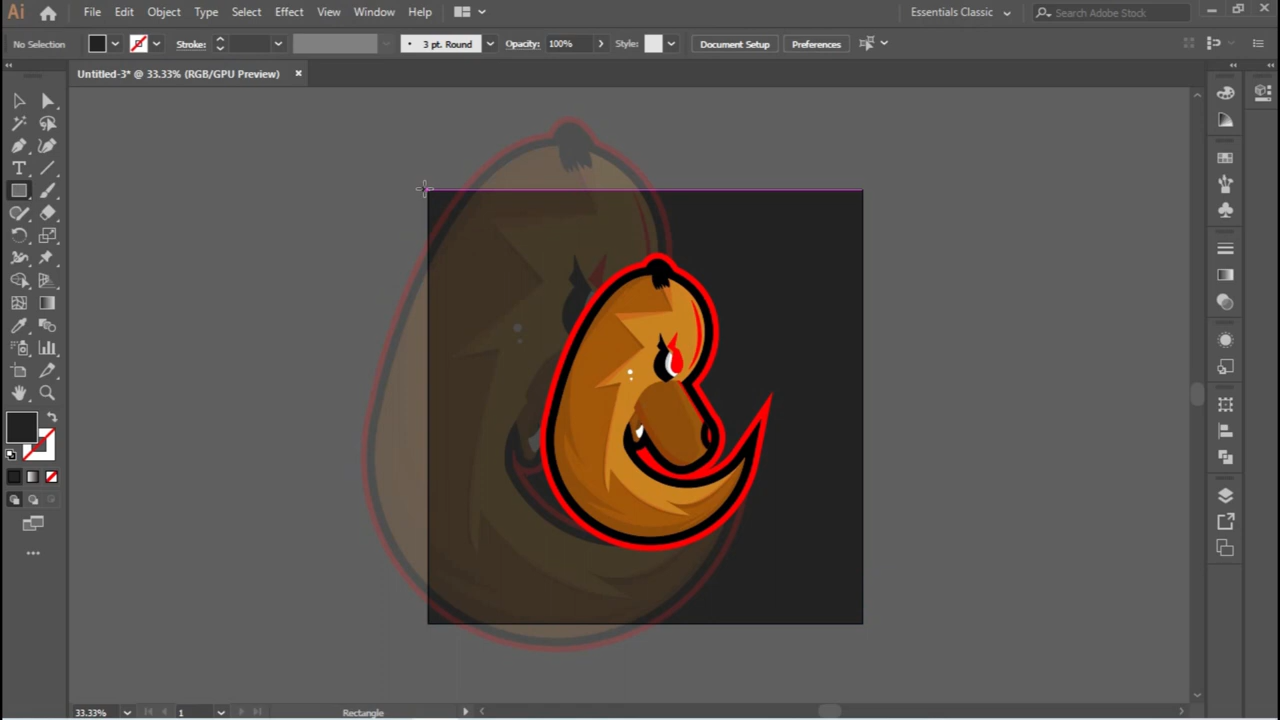 Ai File Edit Object Type Select Effect View Window Help Essentials Classic Search Adobe Stock
No Selection Stroke: 3 pt. Round Opacity: 100% Style: Document Setup Preferences
Untitled-3* @ 33.33% (RGB/GPU Preview)
33.33% 1 Rectangle